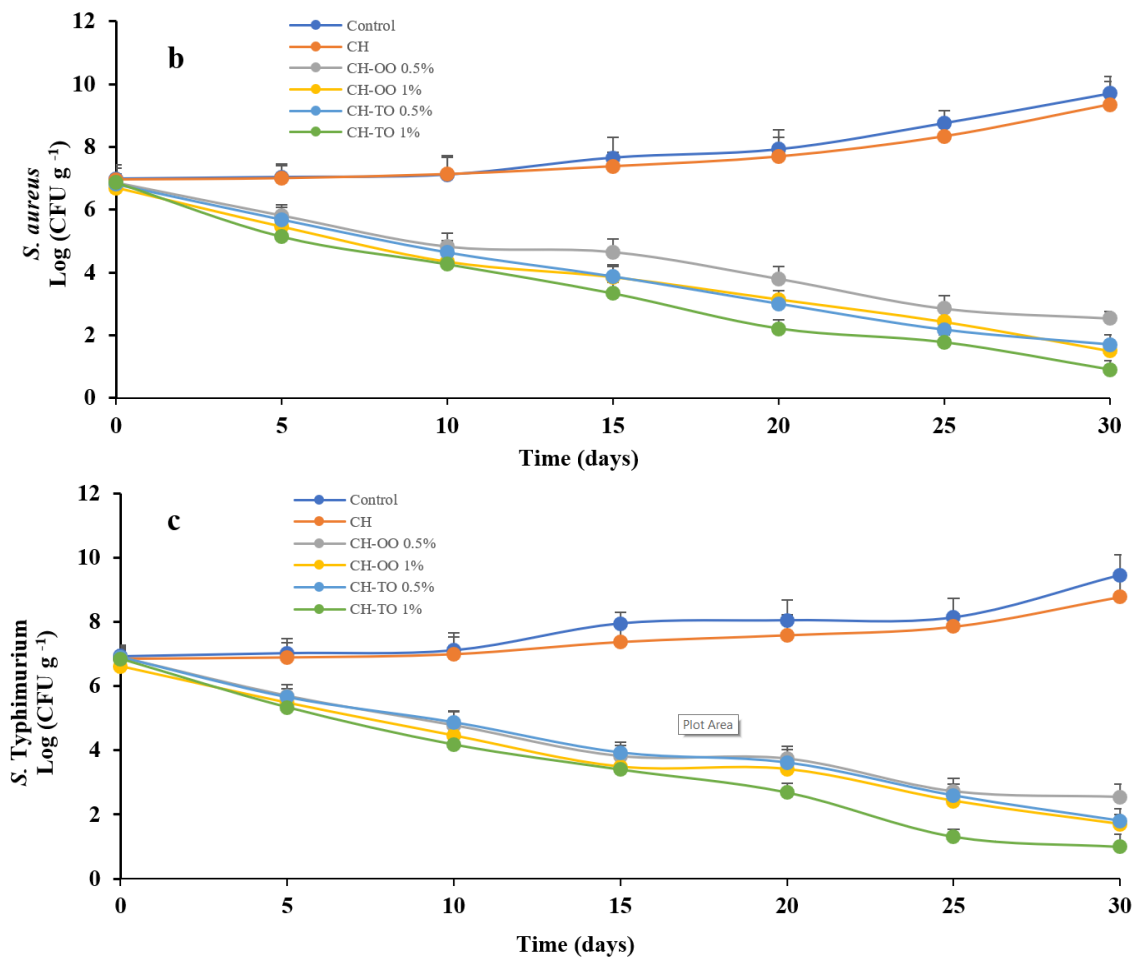 12
10
8
6
4
2
0
S. aureus
Log (CFU g ⁻¹)
b
Control
CH
CH-OO 0.5%
CH-OO 1%
CH-TO 0.5%
CH-TO 1%
0 5 10 15 20 25 30
Time (days)
12
10
8
6
4
2
0
S. Typhimurium
Log (CFU g ⁻¹)
c
Control
CH
CH-OO 0.5%
CH-OO 1%
CH-TO 0.5%
CH-TO 1%
Plot Area
0 5 10 15 20 25 30
Time (days)